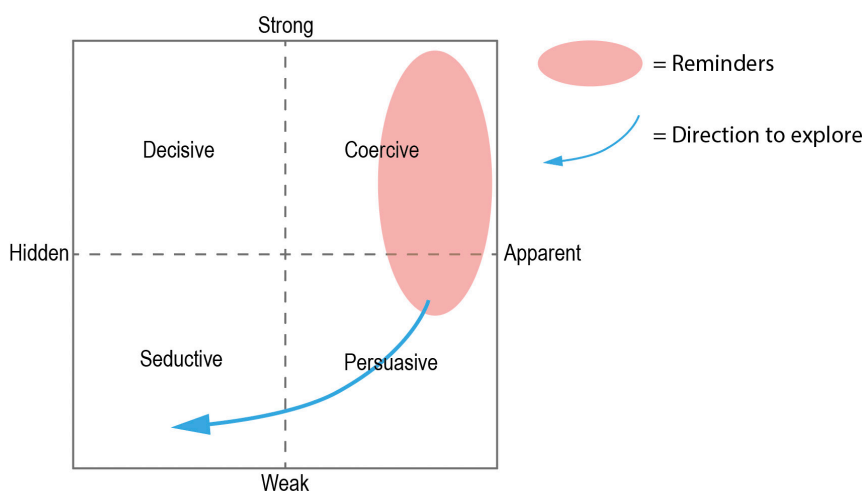 Strong
= Reminders
Decisive
Coercive
= Direction to explore
Hidden
Apparent
Seductive
Persuasive
Weak